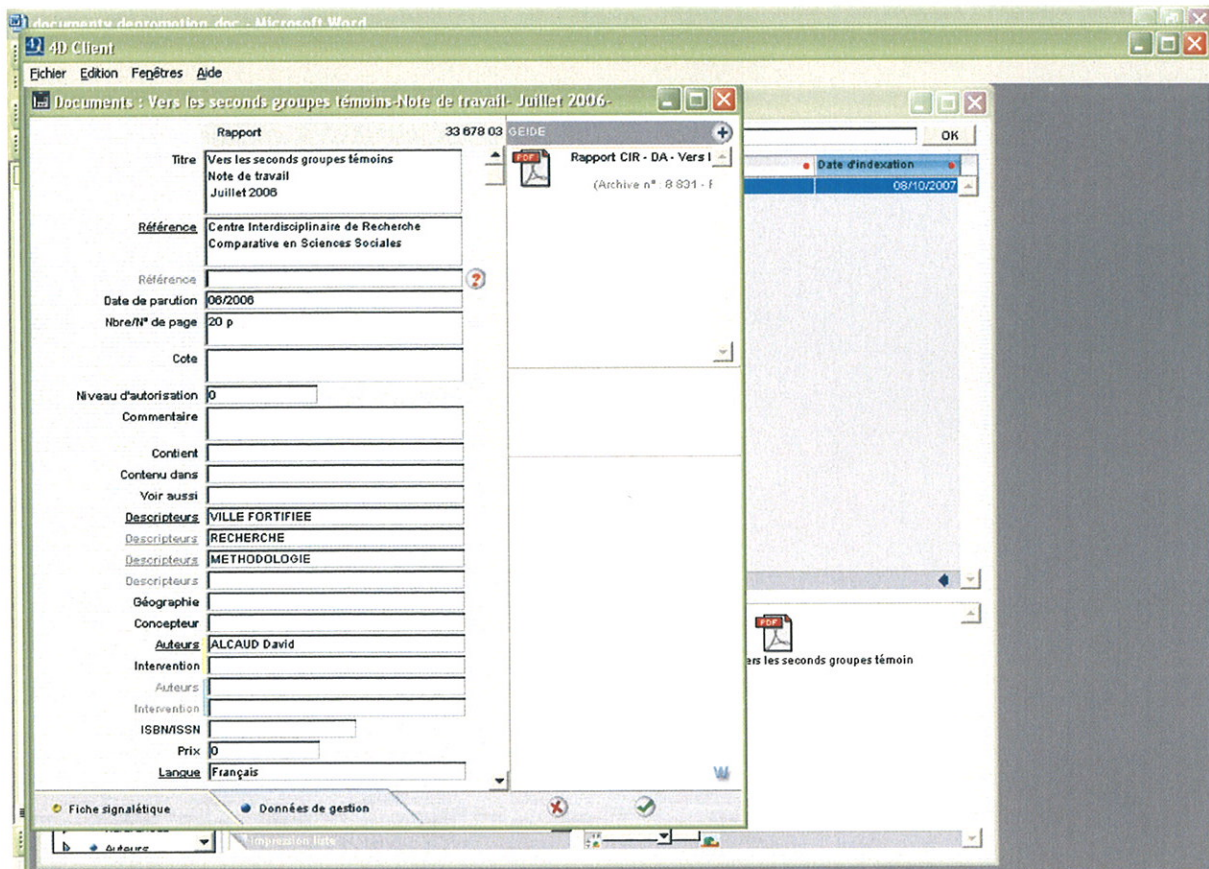 documenty depromotion.doc - Microsoft Word
4D Client
Fichier Edition Fenêtres Aide
Documents : Vers les seconds groupes témoins-Note de travail- Juillet 2006-
Rapport 33 678 03
GEIDE
OK
Titre Vers les seconds groupes témoins
Note de travail
Juillet 2006
PDF
Rapport CIR - DA - Vers l
(Archive n° : 8 831 - F
Date d'indexation
08/10/2007
Référence Centre Interdisciplinaire de Recherche
Comparative en Sciences Sociales
Référence
Date de parution 06/2006
Nbre/N° de page 20 p
Cote
Niveau d'autorisation 0
Commentaire
Contient
Contenu dans
Voir aussi
Descripteurs VILLE FORTIFIEE
Descripteurs RECHERCHE
Descripteurs METHODOLOGIE
Descripteurs
Géographie
Concepteur
Auteurs ALCAUD David
Intervention
Auteurs
Intervention
ISBN/ISSN
Prix 0
Langue Français
PDF
ers les seconds groupes témoin
Fiche signalétique
Données de gestion
Auteurs
Impression liste